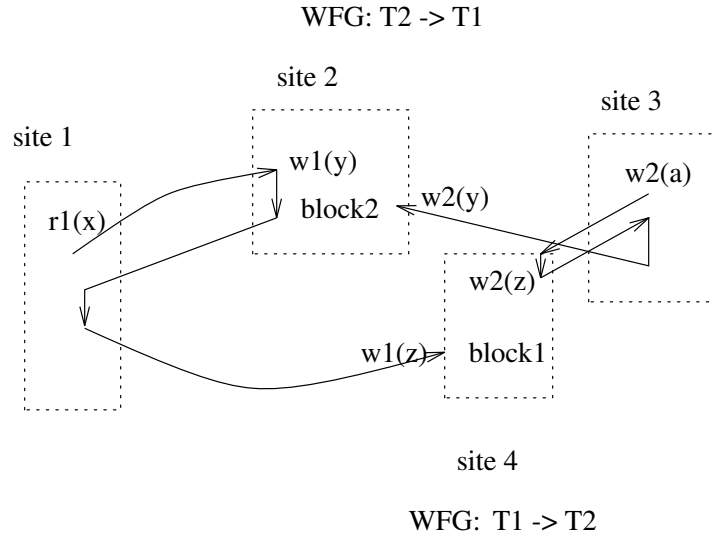 WFG: T2 -> T1
site 2
site 3
site 1
w1(y)
w2(a)
r1(x)
block2
w2(y)
w2(z)
w1(z)
block1
site 4
WFG: T1 -> T2